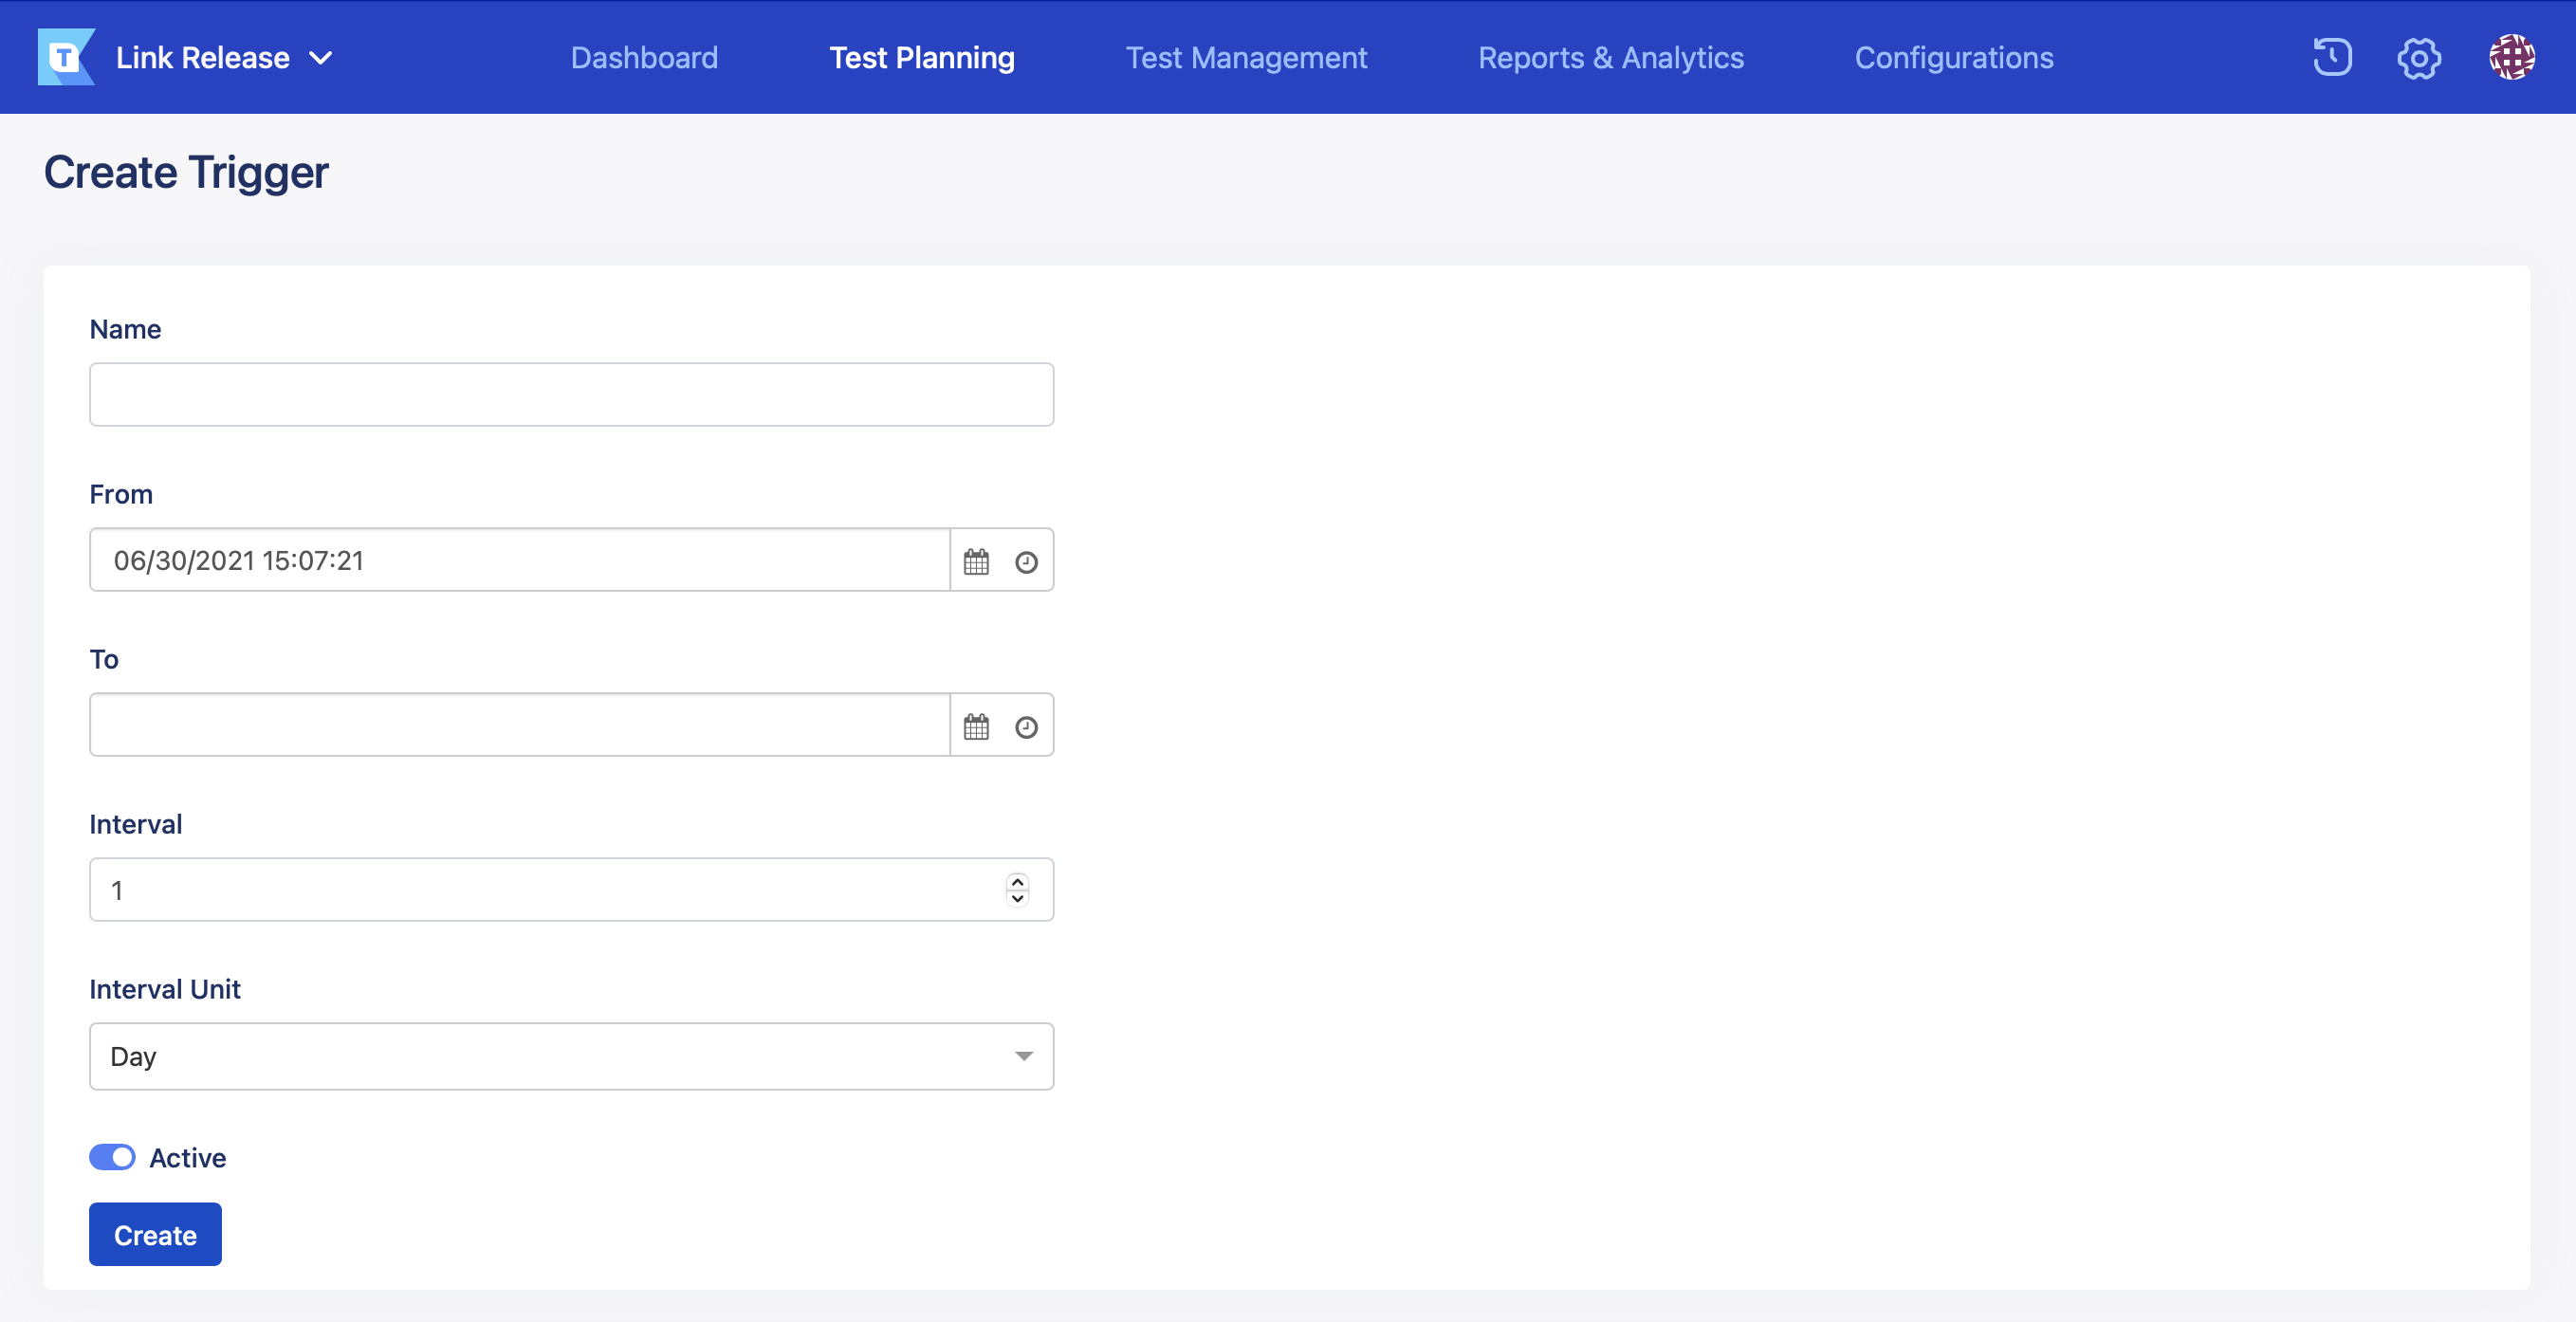 T
Link Release
Dashboard
Test Planning
Test Management
Reports & Analytics
Configurations
Create Trigger
Name
From
06/30/2021 15:07:21
To
Interval
1
Interval Unit
Day
Active
Create